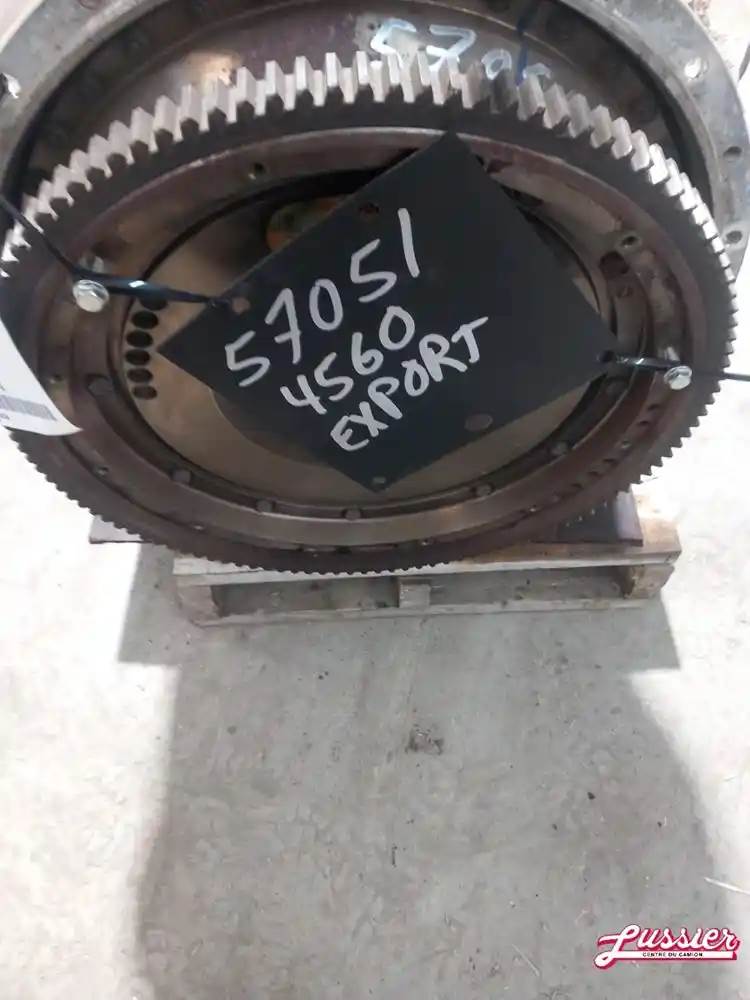 57051
4560
EXPORT
Lussier
CENTRE DU CAMION